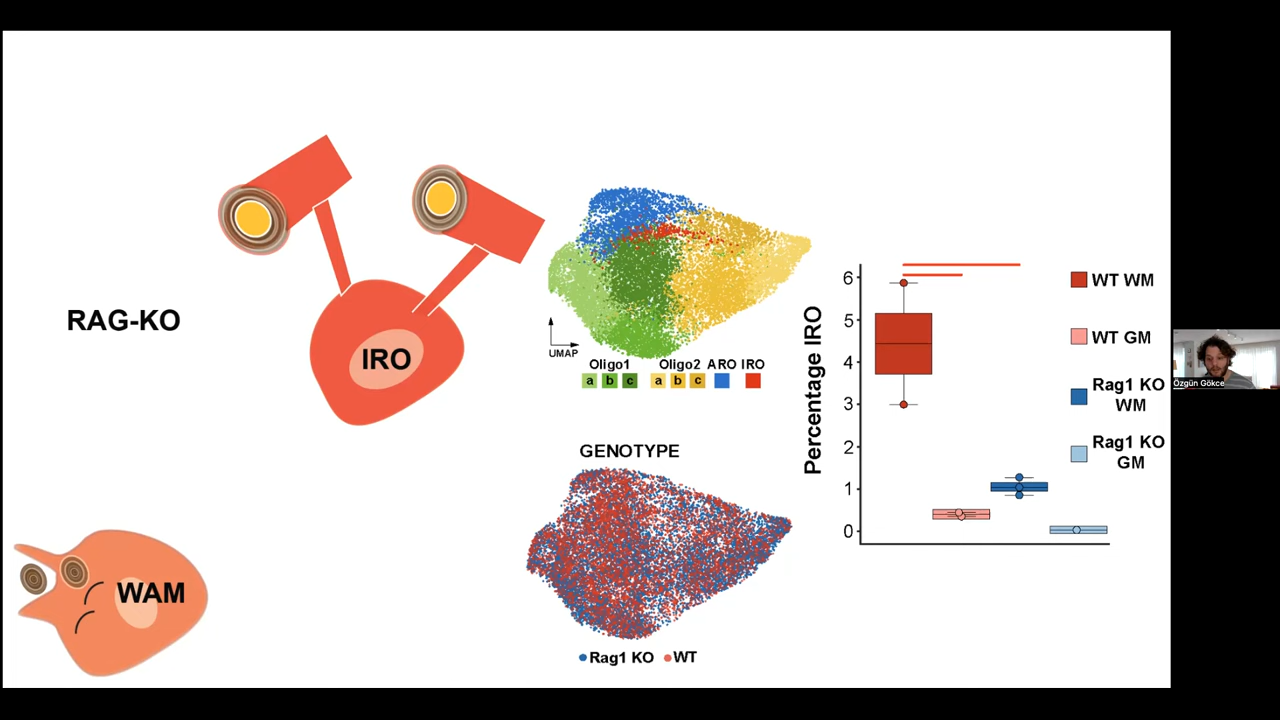 RAG-KO
IRO
WAM
UMAP
Oligo1 Oligo2 ARO IRO
a b c a b c
GENOTYPE
Rag1 KO WT
Percentage IRO
6
5
4
3
2
1
0
WT WM
WT GM
Rag1 KO
WM
Rag1 KO
GM
Özgün Gökce